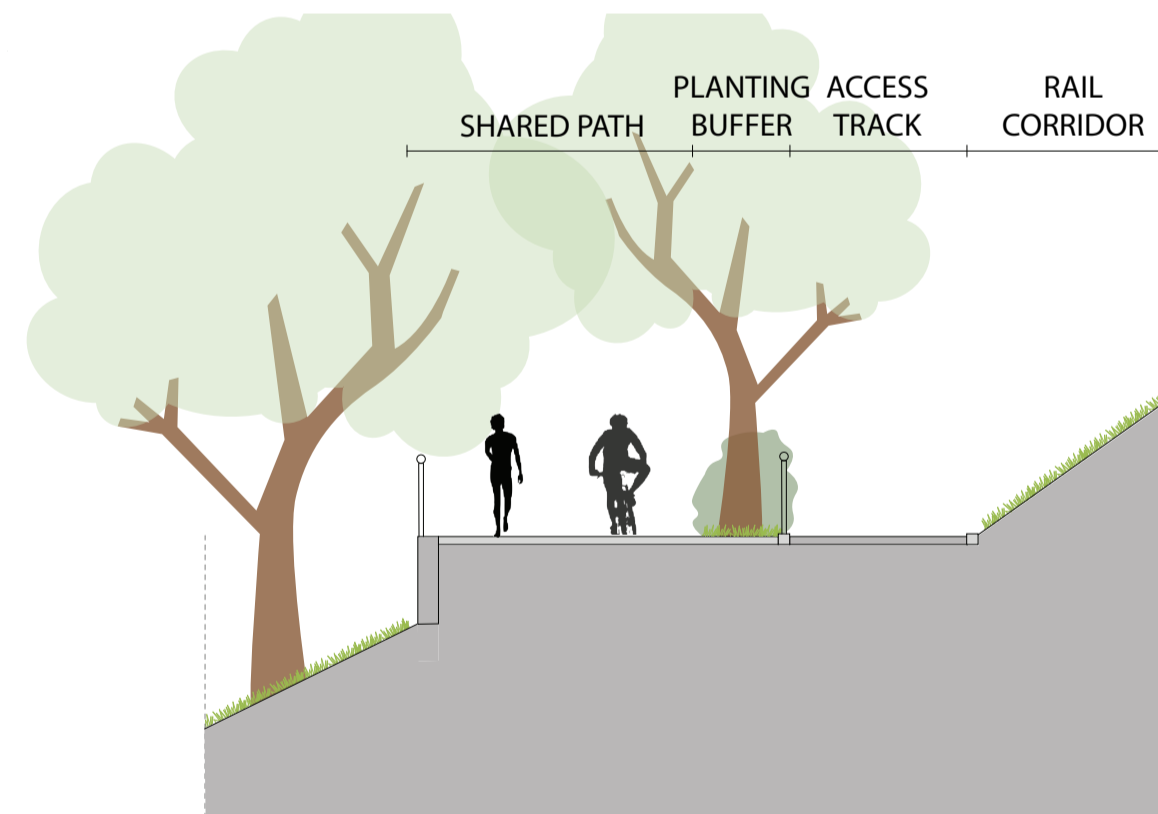 SHARED PATH
PLANTING
BUFFER
ACCESS
TRACK
RAIL
CORRIDOR